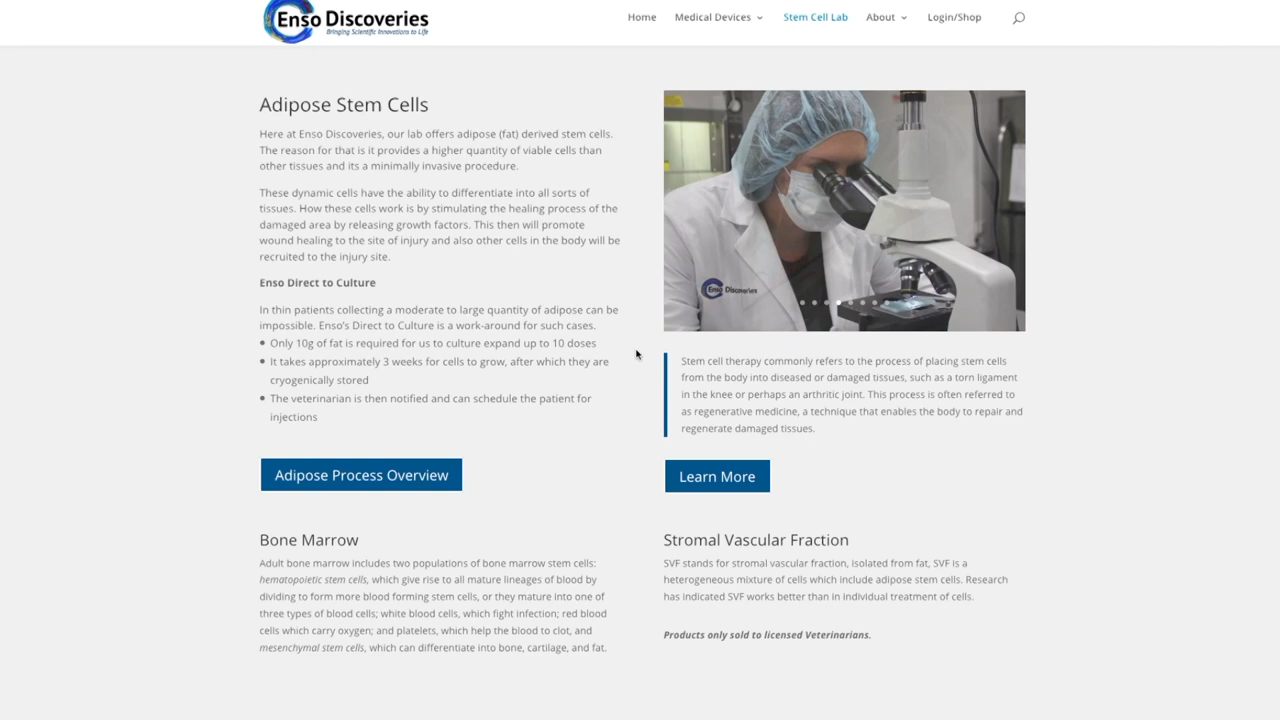 Enso Discoveries
Bringing Scientific Innovations to Life
Home Medical Devices Stem Cell Lab About Login/Shop
Adipose Stem Cells
Here at Enso Discoveries, our lab offers adipose (fat) derived stem cells.
The reason for that is it provides a higher quantity of viable cells than
other tissues and its a minimally invasive procedure.
These dynamic cells have the ability to differentiate into all sorts of
tissues. How these cells work is by stimulating the healing process of the
damaged area by releasing growth factors. This then will promote
wound healing to the site of injury and also other cells in the body will be
recruited to the injury site.
Enso Direct to Culture
In thin patients collecting a moderate to large quantity of adipose can be
impossible. Enso's Direct to Culture is a work-around for such cases.
• Only 10g of fat is required for us to culture expand up to 10 doses
• It takes approximately 3 weeks for cells to grow, after which they are
cryogenically stored
• The veterinarian is then notified and can schedule the patient for
injections
Adipose Process Overview
Enso Discoveries
Stem cell therapy commonly refers to the process of placing stem cells
from the body into diseased or damaged tissues, such as a torn ligament
in the knee or perhaps an arthritic joint. This process is often referred to
as regenerative medicine, a technique that enables the body to repair and
regenerate damaged tissues.
Learn More
Bone Marrow
Adult bone marrow includes two populations of bone marrow stem cells:
hematopoietic stem cells, which give rise to all mature lineages of blood by
dividing to form more blood forming stem cells, or they mature into one of
three types of blood cells; white blood cells, which fight infection; red blood
cells which carry oxygen; and platelets, which help the blood to clot, and
mesenchymal stem cells, which can differentiate into bone, cartilage, and fat.
Stromal Vascular Fraction
SVF stands for stromal vascular fraction, isolated from fat, SVF is a
heterogeneous mixture of cells which include adipose stem cells. Research
has indicated SVF works better than in individual treatment of cells.
Products only sold to licensed Veterinarians.